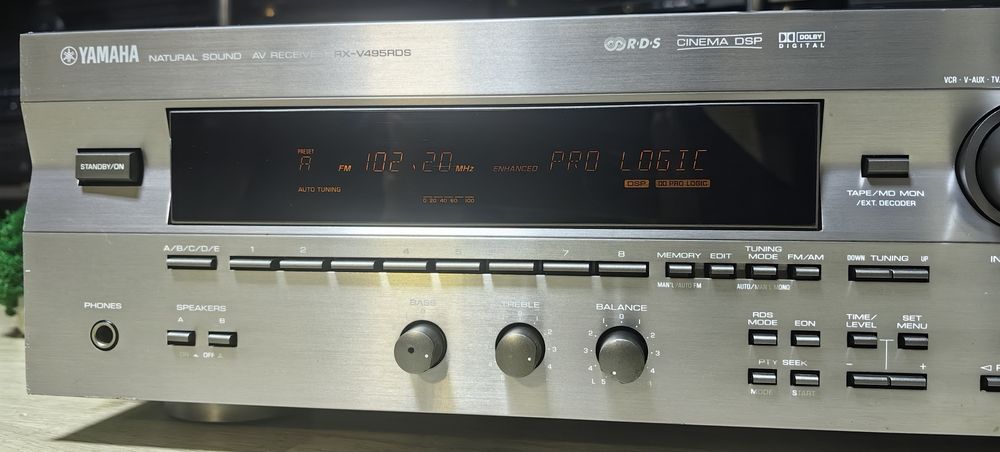 YAMAHA NATURAL SOUND AV RECEIVER RX-V495RDS
R·D·S CINEMA DSP DOLBY DIGITAL
VCR · V-AUX · TV
STANDBY/ON
PRESET
A FM 102.20 MHz ENHANCED PRO LOGIC
AUTO TUNING
DSP PRO LOGIC
0 20 40 60 100
TAPE/MD MON
/EXT. DECODER
A/B/C/D/E 1 2 4 5 7 8
MEMORY EDIT TUNING MODE FM/AM
MAN'L/AUTO FM AUTO/MAN'L MONO
DOWN TUNING UP
PHONES
SPEAKERS
A B
ON OFF
BASS TREBLE BALANCE
RDS MODE EON
TIME/LEVEL SET MENU
PTY SEEK
MODE START
- +